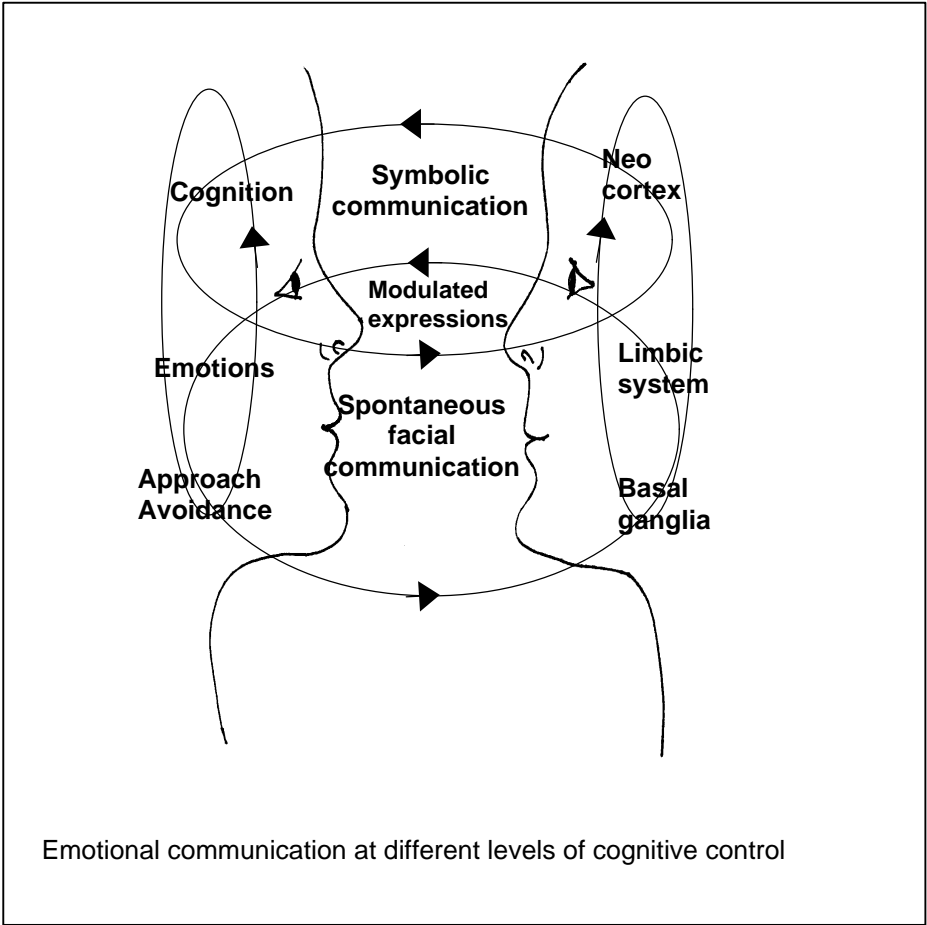 Cognition
Symbolic
communication
Neo
cortex
Modulated
expressions
Emotions
Limbic
system
Spontaneous
facial
communication
Approach
Avoidance
Basal
ganglia
Emotional communication at different levels of cognitive control